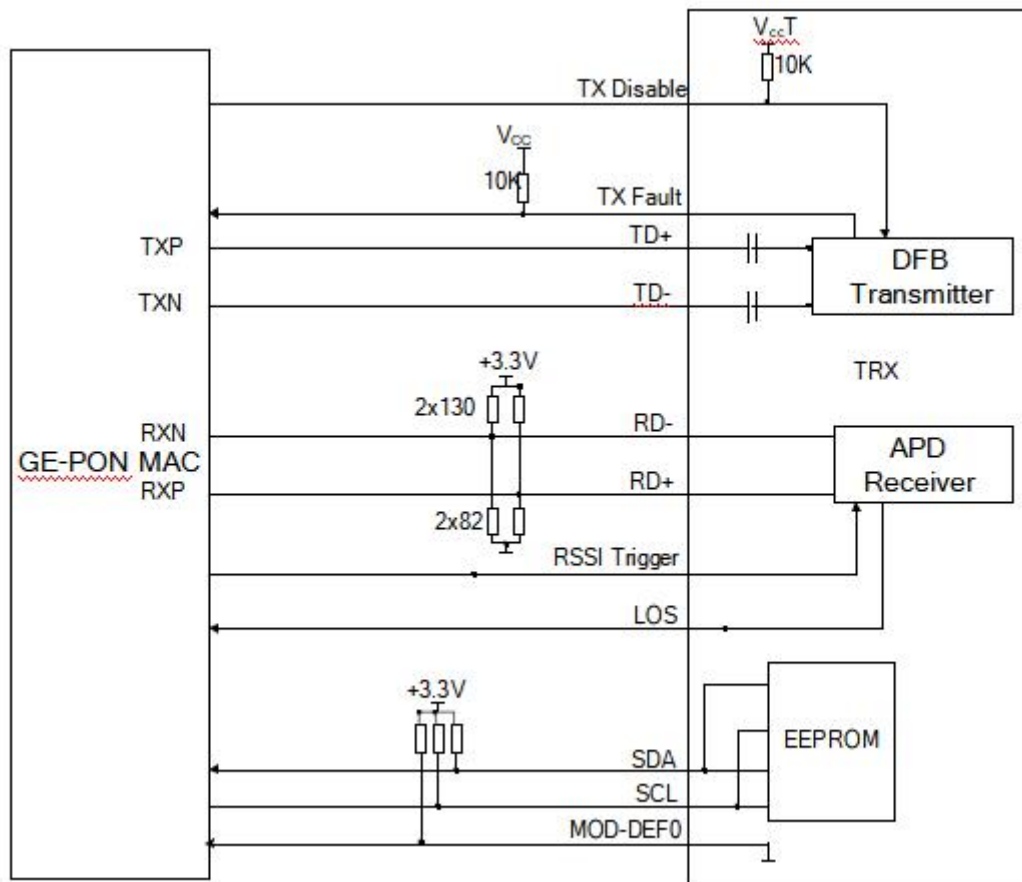 VccT
10K
TX Disable
Vcc
10K
TX Fault
TXP
TD+
DFB
Transmitter
TXN
TD-
+3.3V
TRX
2x130
RXN
RD-
GE-PON MAC
APD
Receiver
RXP
RD+
2x82
RSSI Trigger
LOS
+3.3V
EEPROM
SDA
SCL
MOD-DEF0